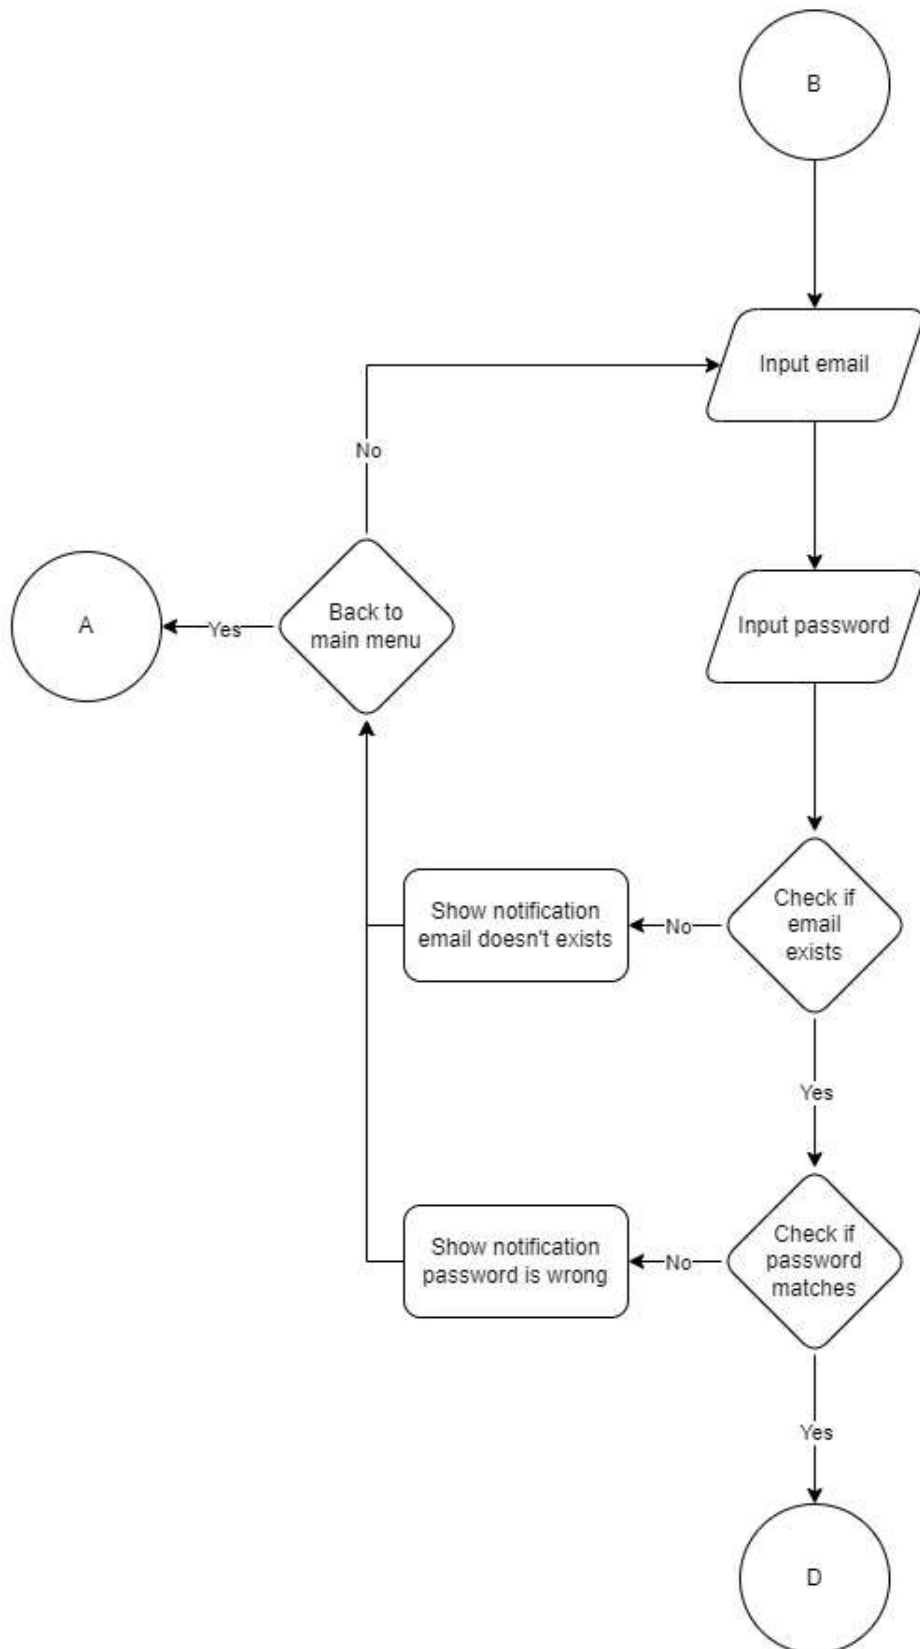 B
Input email
No
A
Yes
Back to
main menu
Input password
Show notification
email doesn't exists
No
Check if
email
exists
Yes
Show notification
password is wrong
No
Check if
password
matches
Yes
D